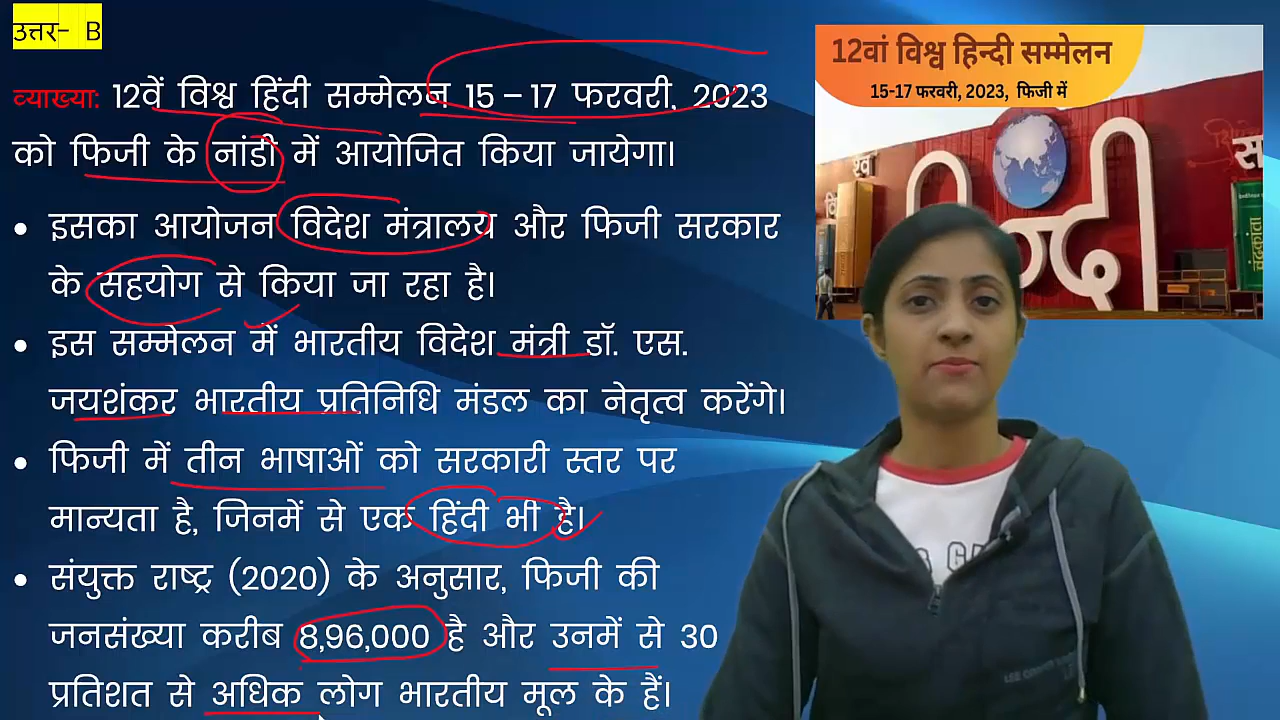 उत्तर- B
व्याख्या: 12वें विश्व हिंदी सम्मेलन 15 – 17 फरवरी, 2023
को फिजी के नांडी में आयोजित किया जायेगा।
• इसका आयोजन विदेश मंत्रालय और फिजी सरकार
के सहयोग से किया जा रहा है।
• इस सम्मेलन में भारतीय विदेश मंत्री डॉ. एस.
जयशंकर भारतीय प्रतिनिधि मंडल का नेतृत्व करेंगे।
• फिजी में तीन भाषाओं को सरकारी स्तर पर
मान्यता है, जिनमें से एक हिंदी भी है।
• संयुक्त राष्ट्र (2020) के अनुसार, फिजी की
जनसंख्या करीब 8,96,000 है और उनमें से 30
प्रतिशत से अधिक लोग भारतीय मूल के हैं।
12वां विश्व हिन्दी सम्मेलन
15-17 फरवरी, 2023, फिजी में
चंद्रकांता